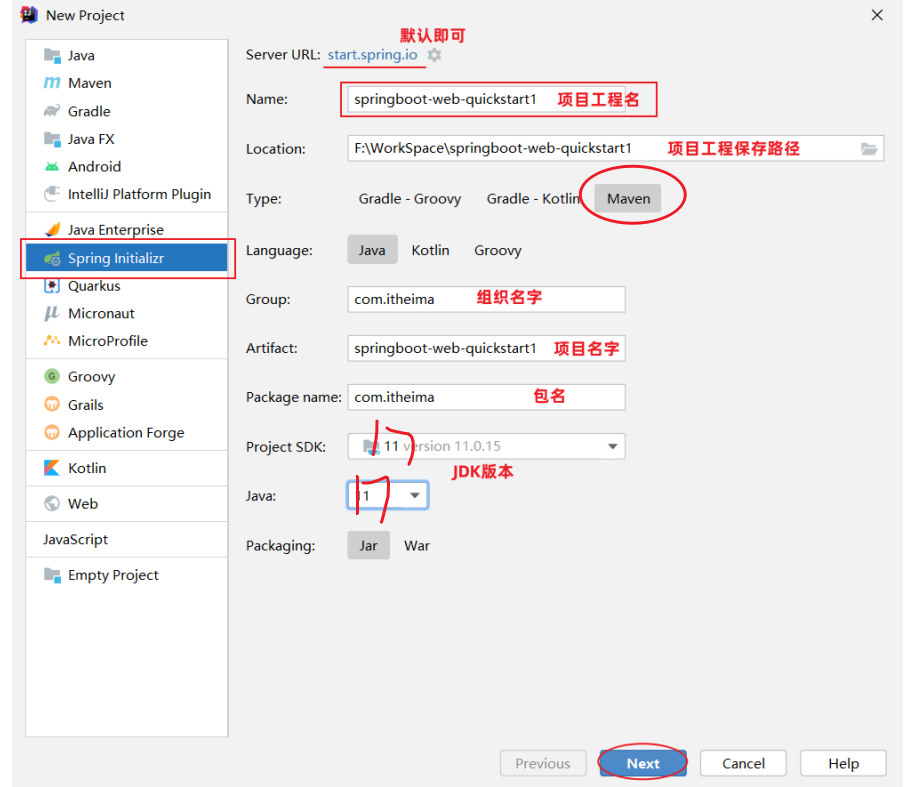 New Project
默认即可
Server URL: start.spring.io
Name: springboot-web-quickstart1 项目工程名
Location: F:\WorkSpace\springboot-web-quickstart1 项目工程保存路径
Type: Gradle - Groovy Gradle - Kotlin Maven
Language: Java Kotlin Groovy
Group: com.itheima 组织名字
Artifact: springboot-web-quickstart1 项目名字
Package name: com.itheima 包名
Project SDK: 11 version 11.0.15
17
JDK版本
Java: 11
17
Packaging: Jar War
Java
Maven
Gradle
Java FX
Android
IntelliJ Platform Plugin
Java Enterprise
Spring Initializr
Quarkus
Micronaut
MicroProfile
Groovy
Grails
Application Forge
Kotlin
Web
JavaScript
Empty Project
Previous Next Cancel Help